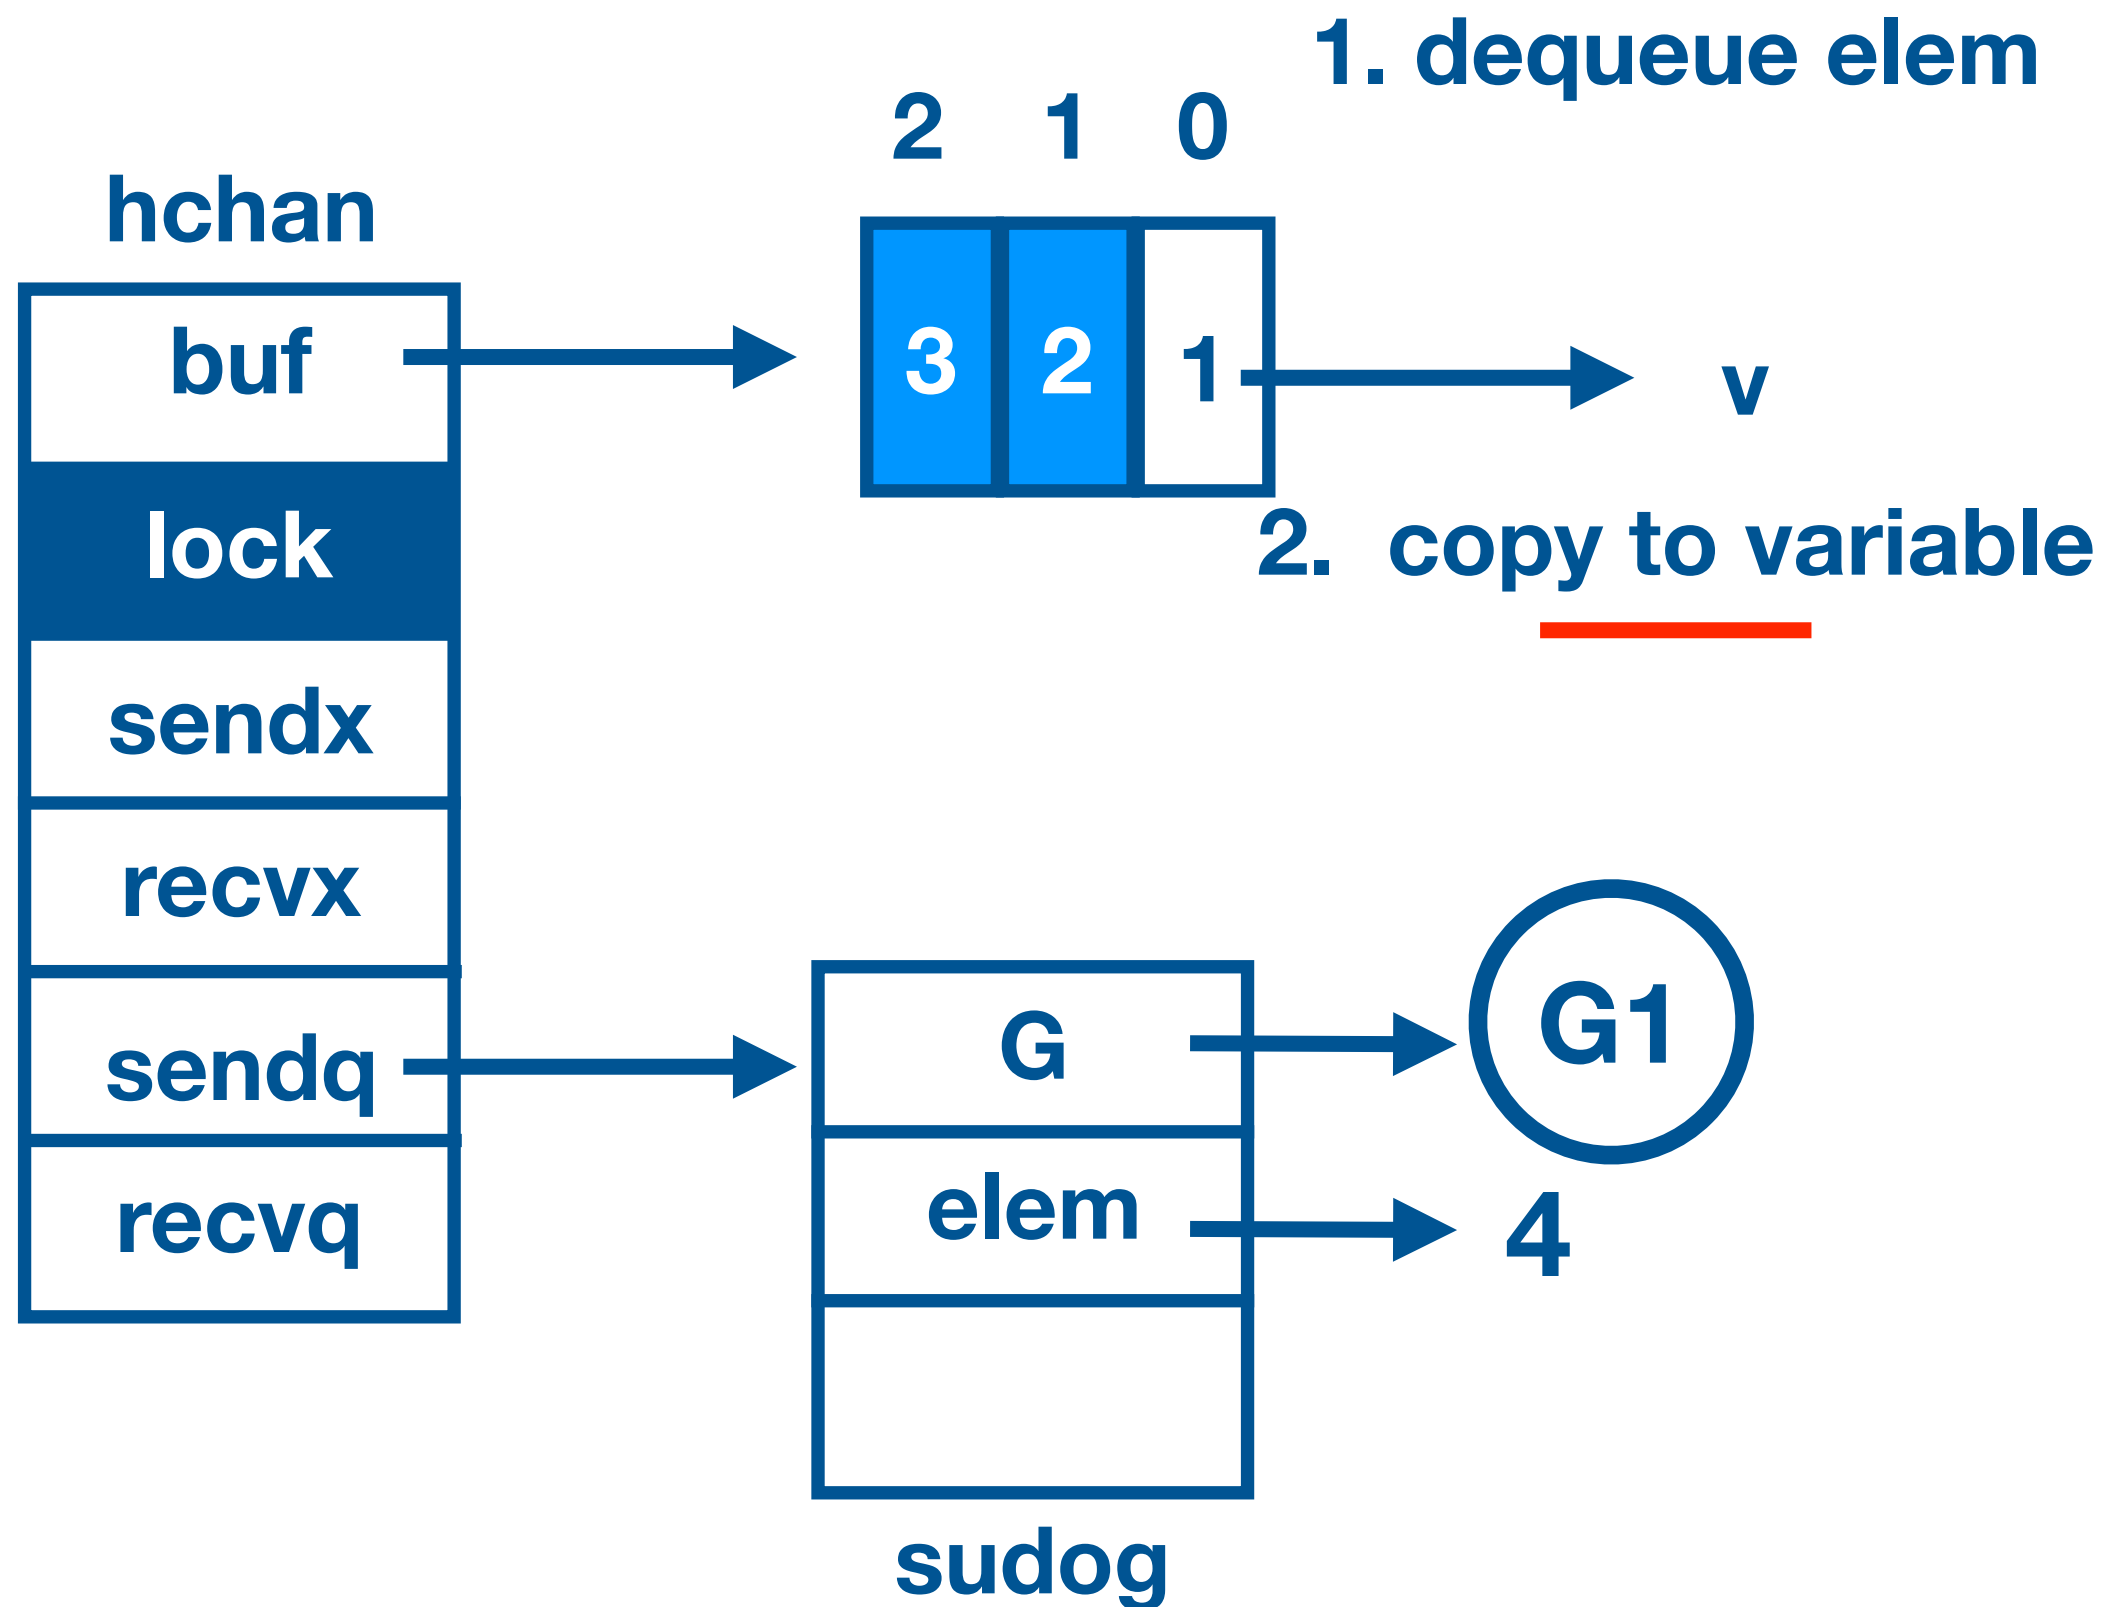 1. dequeue elem
2 1 0
hchan
buf
3 2 1
v
lock
2. copy to variable
sendx
recvx
sendq
recvq
G
G1
elem
4
sudog